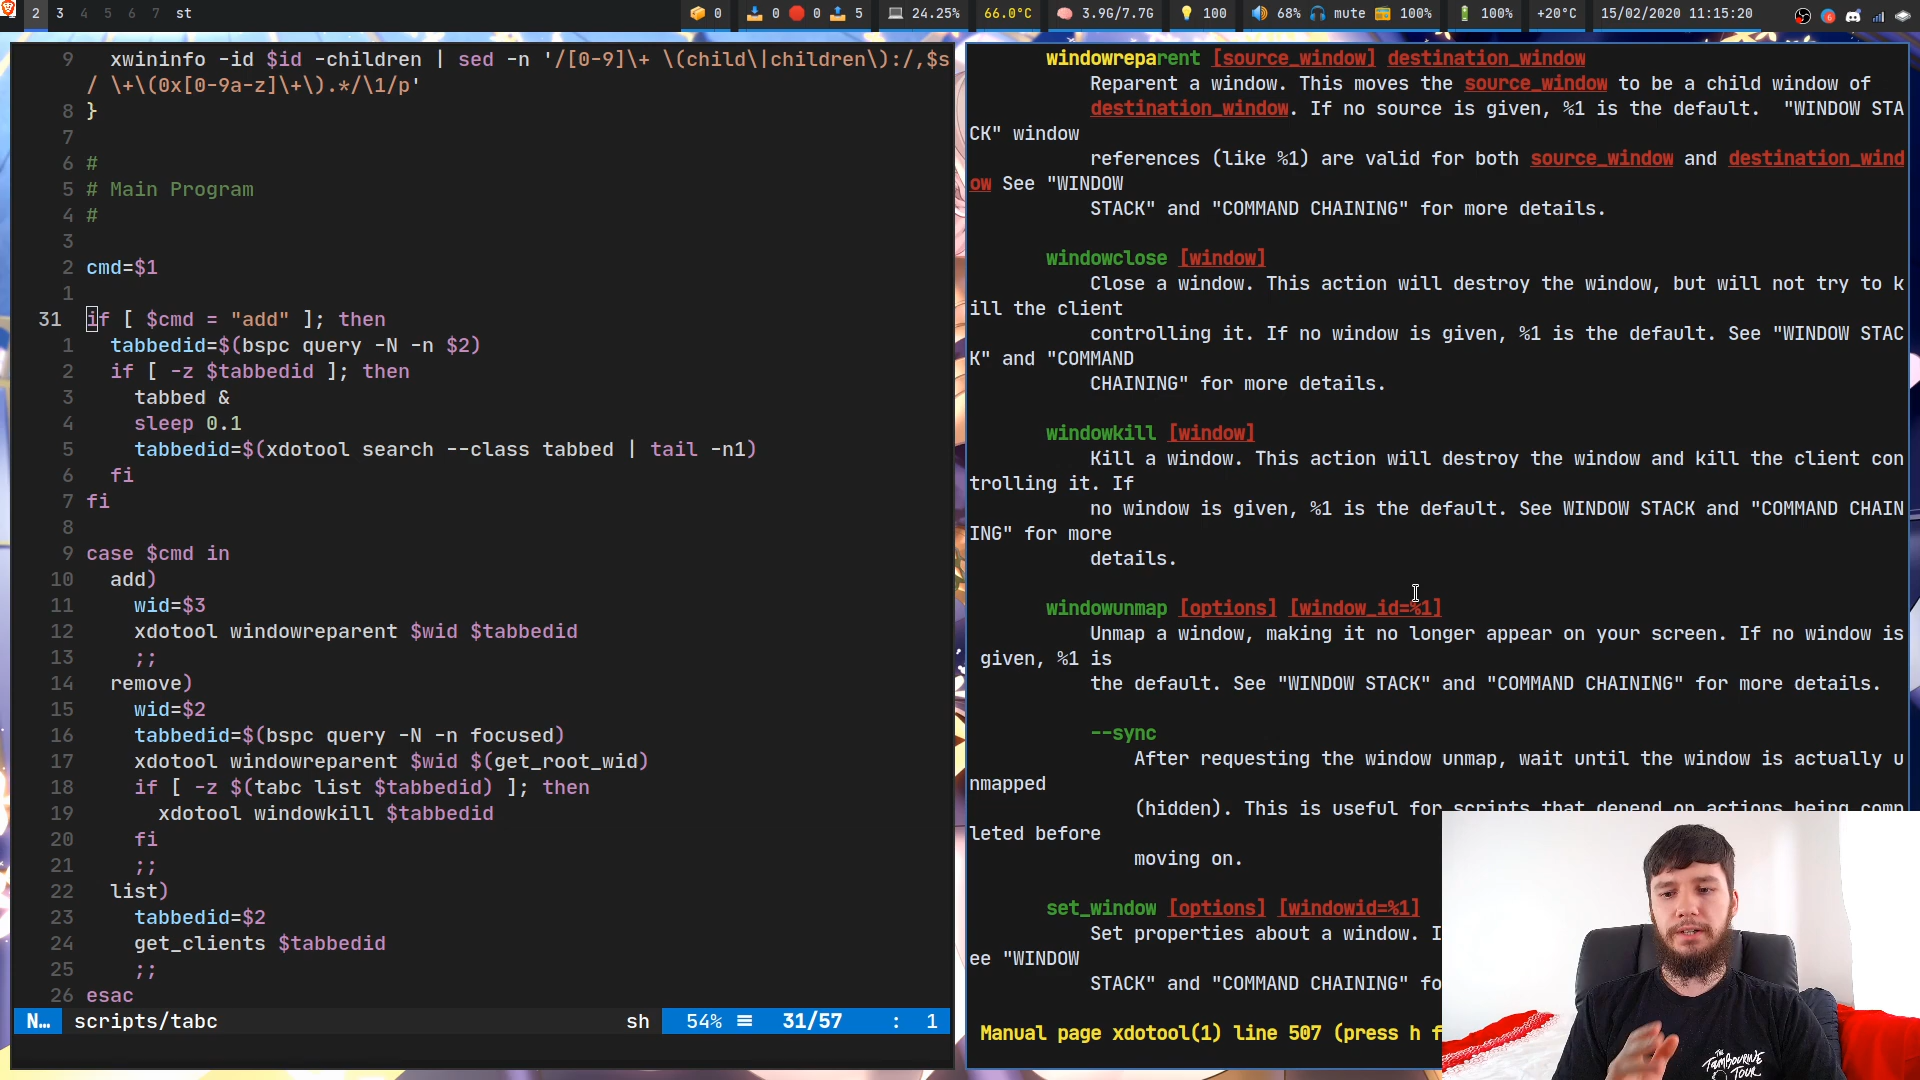 2 3 4 5 6 7 st 0 0 0 5 24.25% 66.0°C 3.9G/7.7G 100 68% mute 100% 100% +20°C 15/02/2020 11:15:20
9 xwininfo -id $id -children | sed -n '/[0-9]\+ \(child\|children\):/,$s
/ \+\(0x[0-9a-z]\+\).*/\1/p'
8 }
7
6 #
5 # Main Program
4 #
3
2 cmd=$1
1
31 if [ $cmd = "add" ]; then
1 tabbedid=$(bspc query -N -n $2)
2 if [ -z $tabbedid ]; then
3 tabbed &
4 sleep 0.1
5 tabbedid=$(xdotool search --class tabbed | tail -n1)
6 fi
7 fi
8
9 case $cmd in
10 add)
11 wid=$3
12 xdotool windowreparent $wid $tabbedid
13 ;;
14 remove)
15 wid=$2
16 tabbedid=$(bspc query -N -n focused)
17 xdotool windowreparent $wid $(get_root_wid)
18 if [ -z $(tabc list $tabbedid) ]; then
19 xdotool windowkill $tabbedid
20 fi
21 ;;
22 list)
23 tabbedid=$2
24 get_clients $tabbedid
25 ;;
26 esac
N… scripts/tabc sh 54% ≡ 31/57 : 1
windowreparent [source_window] destination_window
Reparent a window. This moves the source_window to be a child window of
destination_window. If no source is given, %1 is the default. "WINDOW STA
CK" window
references (like %1) are valid for both source_window and destination_wind
ow See "WINDOW
STACK" and "COMMAND CHAINING" for more details.
windowclose [window]
Close a window. This action will destroy the window, but will not try to k
ill the client
controlling it. If no window is given, %1 is the default. See "WINDOW STAC
K" and "COMMAND
CHAINING" for more details.
windowkill [window]
Kill a window. This action will destroy the window and kill the client con
trolling it. If
no window is given, %1 is the default. See WINDOW STACK and "COMMAND CHAIN
ING" for more
details.
windowunmap [options] [window_id=%1]
Unmap a window, making it no longer appear on your screen. If no window is
given, %1 is
the default. See "WINDOW STACK" and "COMMAND CHAINING" for more details.
--sync
After requesting the window unmap, wait until the window is actually u
nmapped
(hidden). This is useful for scripts that depend on actions being comp
leted before
moving on.
set_window [options] [windowid=%1]
Set properties about a window. I
ee "WINDOW
STACK" and "COMMAND CHAINING" fo
Manual page xdotool(1) line 507 (press h f
THE TAMBOURINE TOUR